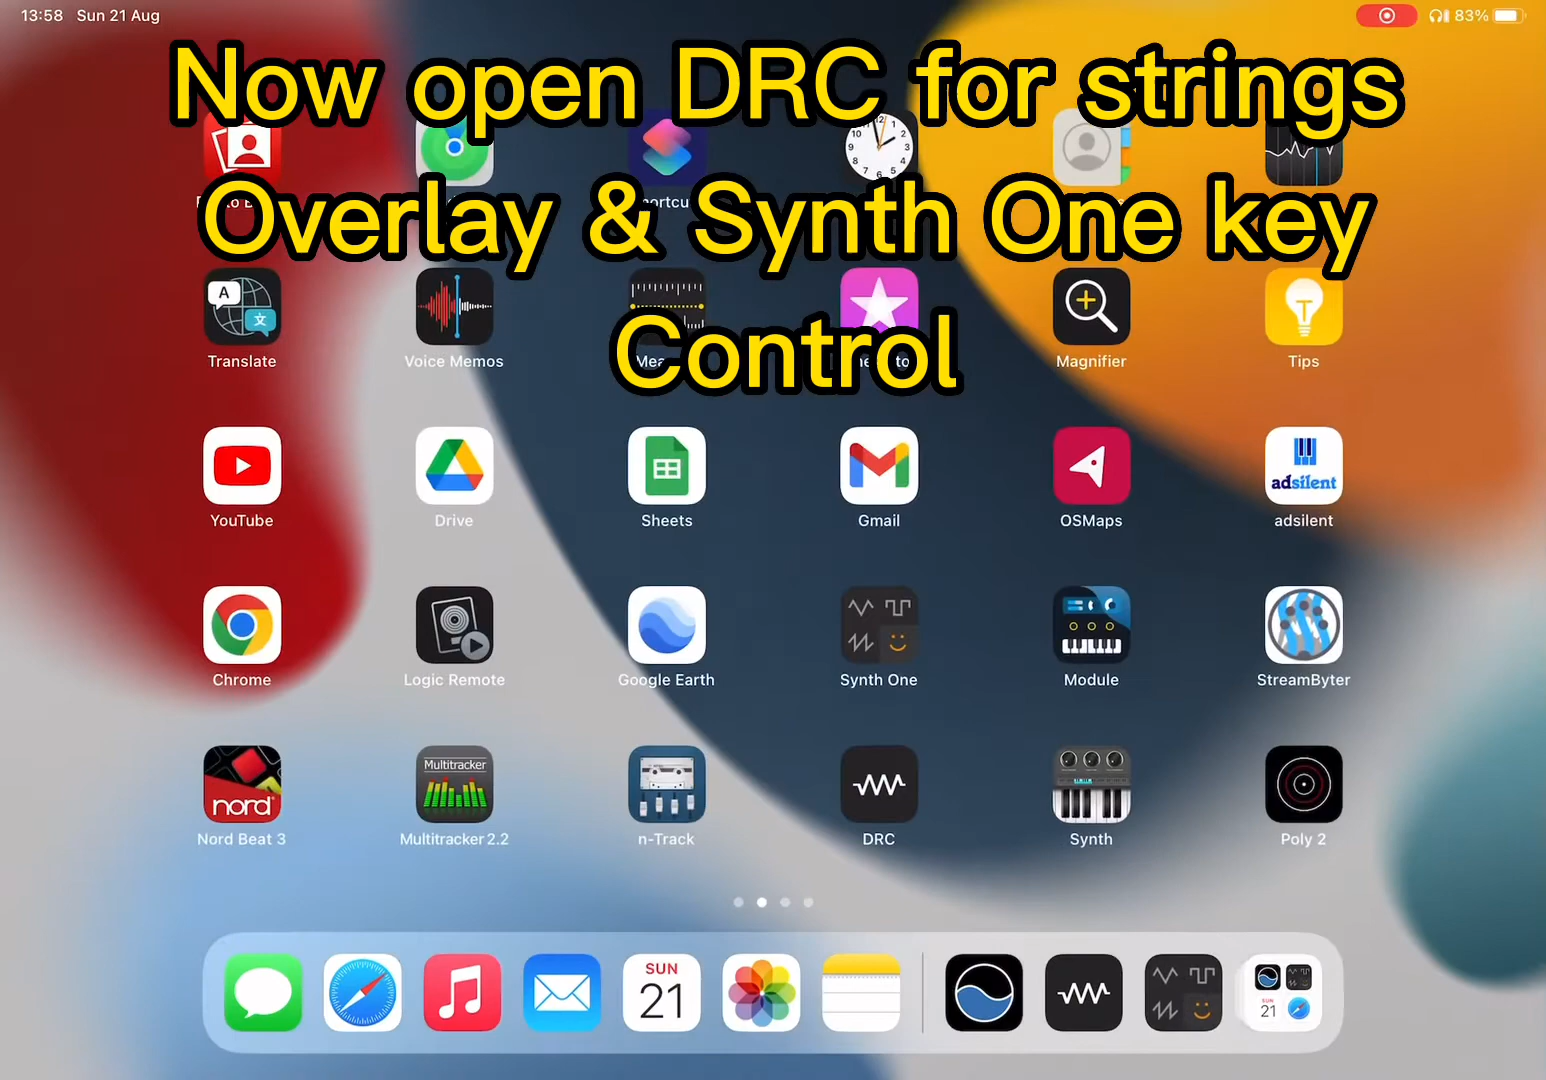 13:58 Sun 21 Aug
83%
Now open DRC for strings
Overlay & Synth One key
Control
Translate
Voice Memos
Magnifier
Tips
YouTube
Drive
Sheets
Gmail
OSMaps
adsilent
adsilent
Chrome
Logic Remote
Google Earth
Synth One
Module
StreamByter
nord
Multitracker
Nord Beat 3
Multitracker 2.2
n-Track
DRC
Synth
Poly 2
SUN
21
SUN
21